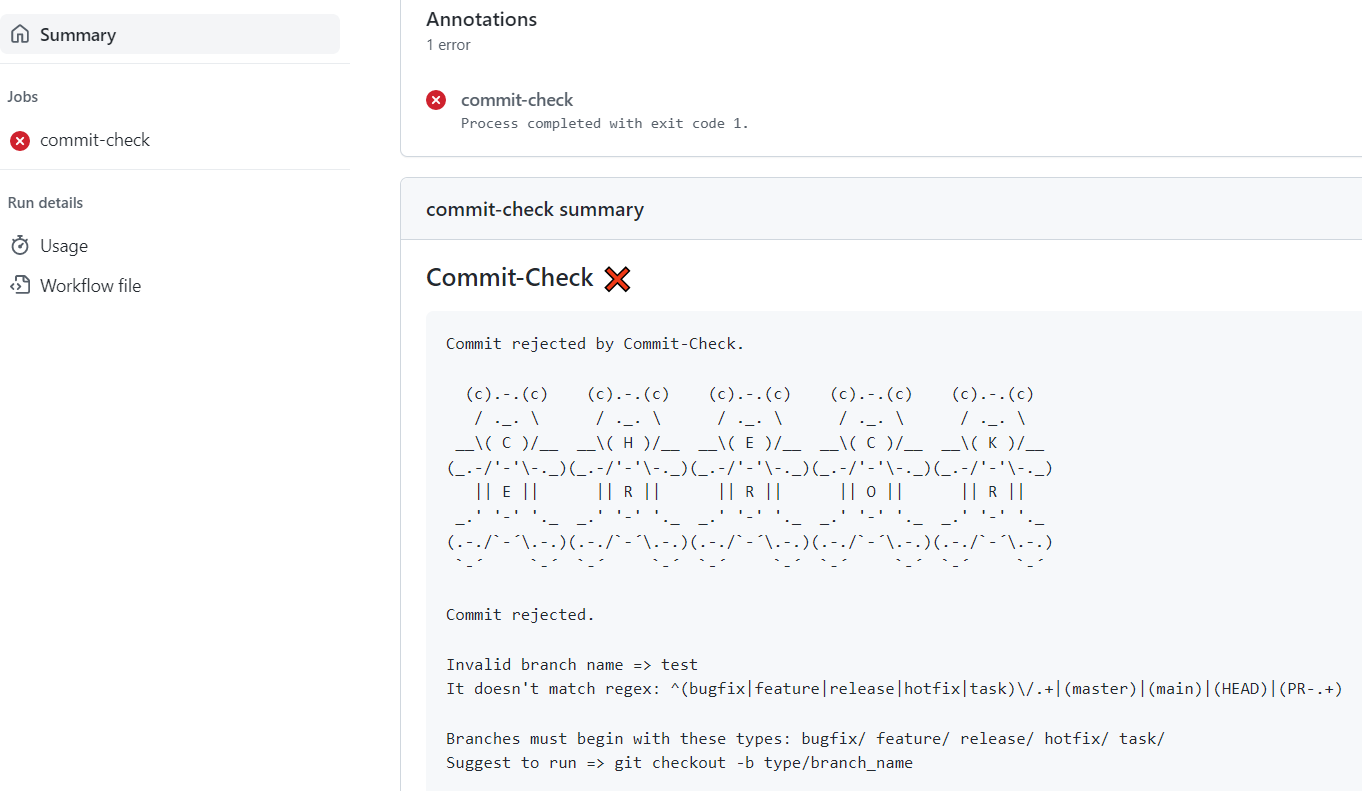 Summary
Jobs
commit-check
Run details
Usage
Workflow file
Annotations
1 error
commit-check
Process completed with exit code 1.
commit-check summary
Commit-Check ❌
Commit rejected by Commit-Check.
  (c).-.(c)    (c).-.(c)    (c).-.(c)    (c).-.(c)    (c).-.(c)
   / ._. \      / ._. \      / ._. \      / ._. \      / ._. \
 __\( C )/__  __\( H )/__  __\( E )/__  __\( C )/__  __\( K )/__
(_.-/'-'\-._)(_.-/'-'\-._)(_.-/'-'\-._)(_.-/'-'\-._)(_.-/'-'\-._)
   || E ||      || R ||      || R ||      || O ||      || R ||
 _.' '-' '._  _.' '-' '._  _.' '-' '._  _.' '-' '._  _.' '-' '._
(.-./`-´\.-.)(.-./`-´\.-.)(.-./`-´\.-.)(.-./`-´\.-.)(.-./`-´\.-.)
 `-´     `-´  `-´     `-´  `-´     `-´  `-´     `-´  `-´     `-´
Commit rejected.
Invalid branch name => test
It doesn't match regex: ^(bugfix|feature|release|hotfix|task)\/.+|(master)|(main)|(HEAD)|(PR-.+)
Branches must begin with these types: bugfix/ feature/ release/ hotfix/ task/
Suggest to run => git checkout -b type/branch_name